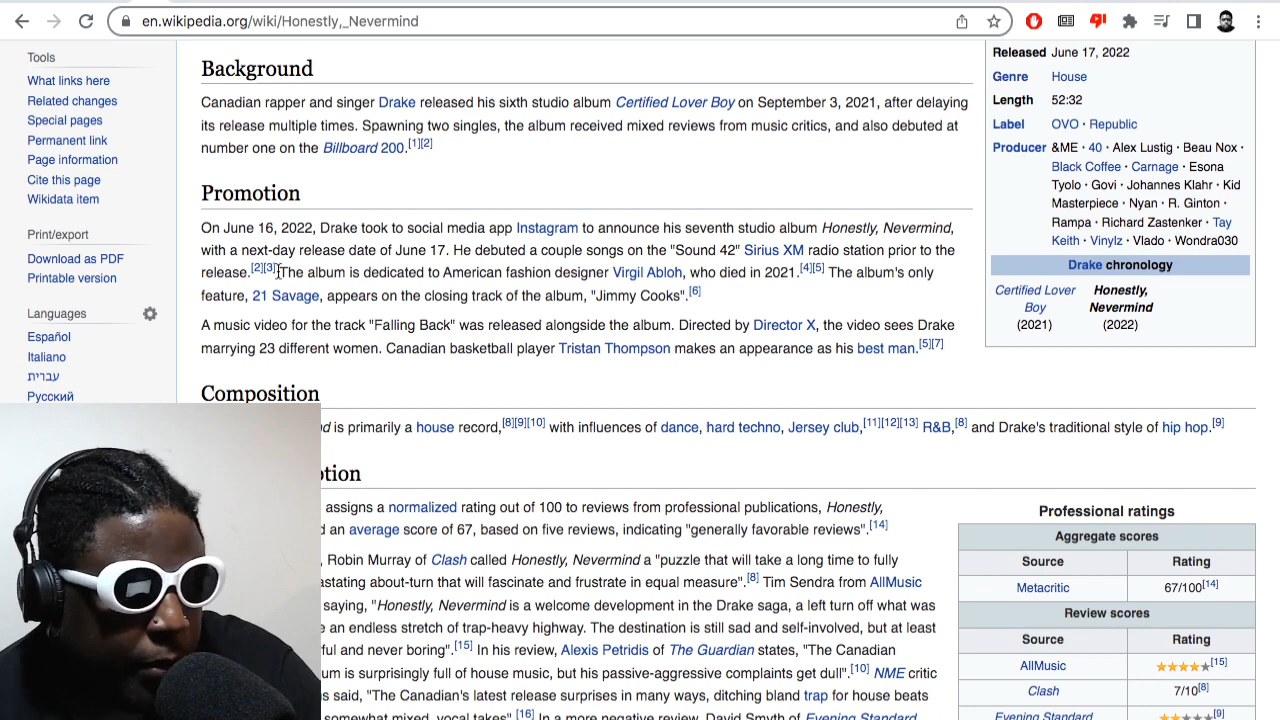 en.wikipedia.org/wiki/Honestly,_Nevermind
Tools
What links here
Related changes
Special pages
Permanent link
Page information
Cite this page
Wikidata item
Print/export
Download as PDF
Printable version
Languages
Español
Italiano
עברית
Русский
Background
Canadian rapper and singer Drake released his sixth studio album Certified Lover Boy on September 3, 2021, after delaying
its release multiple times. Spawning two singles, the album received mixed reviews from music critics, and also debuted at
number one on the Billboard 200.[1][2]
Promotion
On June 16, 2022, Drake took to social media app Instagram to announce his seventh studio album Honestly, Nevermind,
with a next-day release date of June 17. He debuted a couple songs on the "Sound 42" Sirius XM radio station prior to the
release.[2][3] The album is dedicated to American fashion designer Virgil Abloh, who died in 2021.[4][5] The album's only
feature, 21 Savage, appears on the closing track of the album, "Jimmy Cooks".[6]
A music video for the track "Falling Back" was released alongside the album. Directed by Director X, the video sees Drake
marrying 23 different women. Canadian basketball player Tristan Thompson makes an appearance as his best man.[5][7]
Composition
is primarily a house record,[8][9][10] with influences of dance, hard techno, Jersey club,[11][12][13] R&B,[8] and Drake's traditional style of hip hop.[9]
tion
assigns a normalized rating out of 100 to reviews from professional publications, Honestly,
an average score of 67, based on five reviews, indicating "generally favorable reviews".[14]
Robin Murray of Clash called Honestly, Nevermind a "puzzle that will take a long time to fully
stating about-turn that will fascinate and frustrate in equal measure".[8] Tim Sendra from AllMusic
saying, "Honestly, Nevermind is a welcome development in the Drake saga, a left turn off what was
an endless stretch of trap-heavy highway. The destination is still sad and self-involved, but at least
ful and never boring".[15] In his review, Alexis Petridis of The Guardian states, "The Canadian
um is surprisingly full of house music, but his passive-aggressive complaints get dull".[10] NME critic
s said, "The Canadian's latest release surprises in many ways, ditching bland trap for house beats
somewhat mixed, vocal takes".[16] In a more negative review, David Smyth of Evening Standard
Released June 17, 2022
Genre House
Length 52:32
Label OVO · Republic
Producer &ME · 40 · Alex Lustig · Beau Nox ·
Black Coffee · Carnage · Esona
Tyolo · Govi · Johannes Klahr · Kid
Masterpiece · Nyan · R. Ginton ·
Rampa · Richard Zastenker · Tay
Keith · Vinylz · Vlado · Wondra030
Drake chronology
Certified Lover Boy (2021)
Honestly, Nevermind (2022)
Professional ratings
Aggregate scores
Source Rating
Metacritic 67/100[14]
Review scores
Source Rating
AllMusic [15]
Clash 7/10[8]
Evening Standard [9]